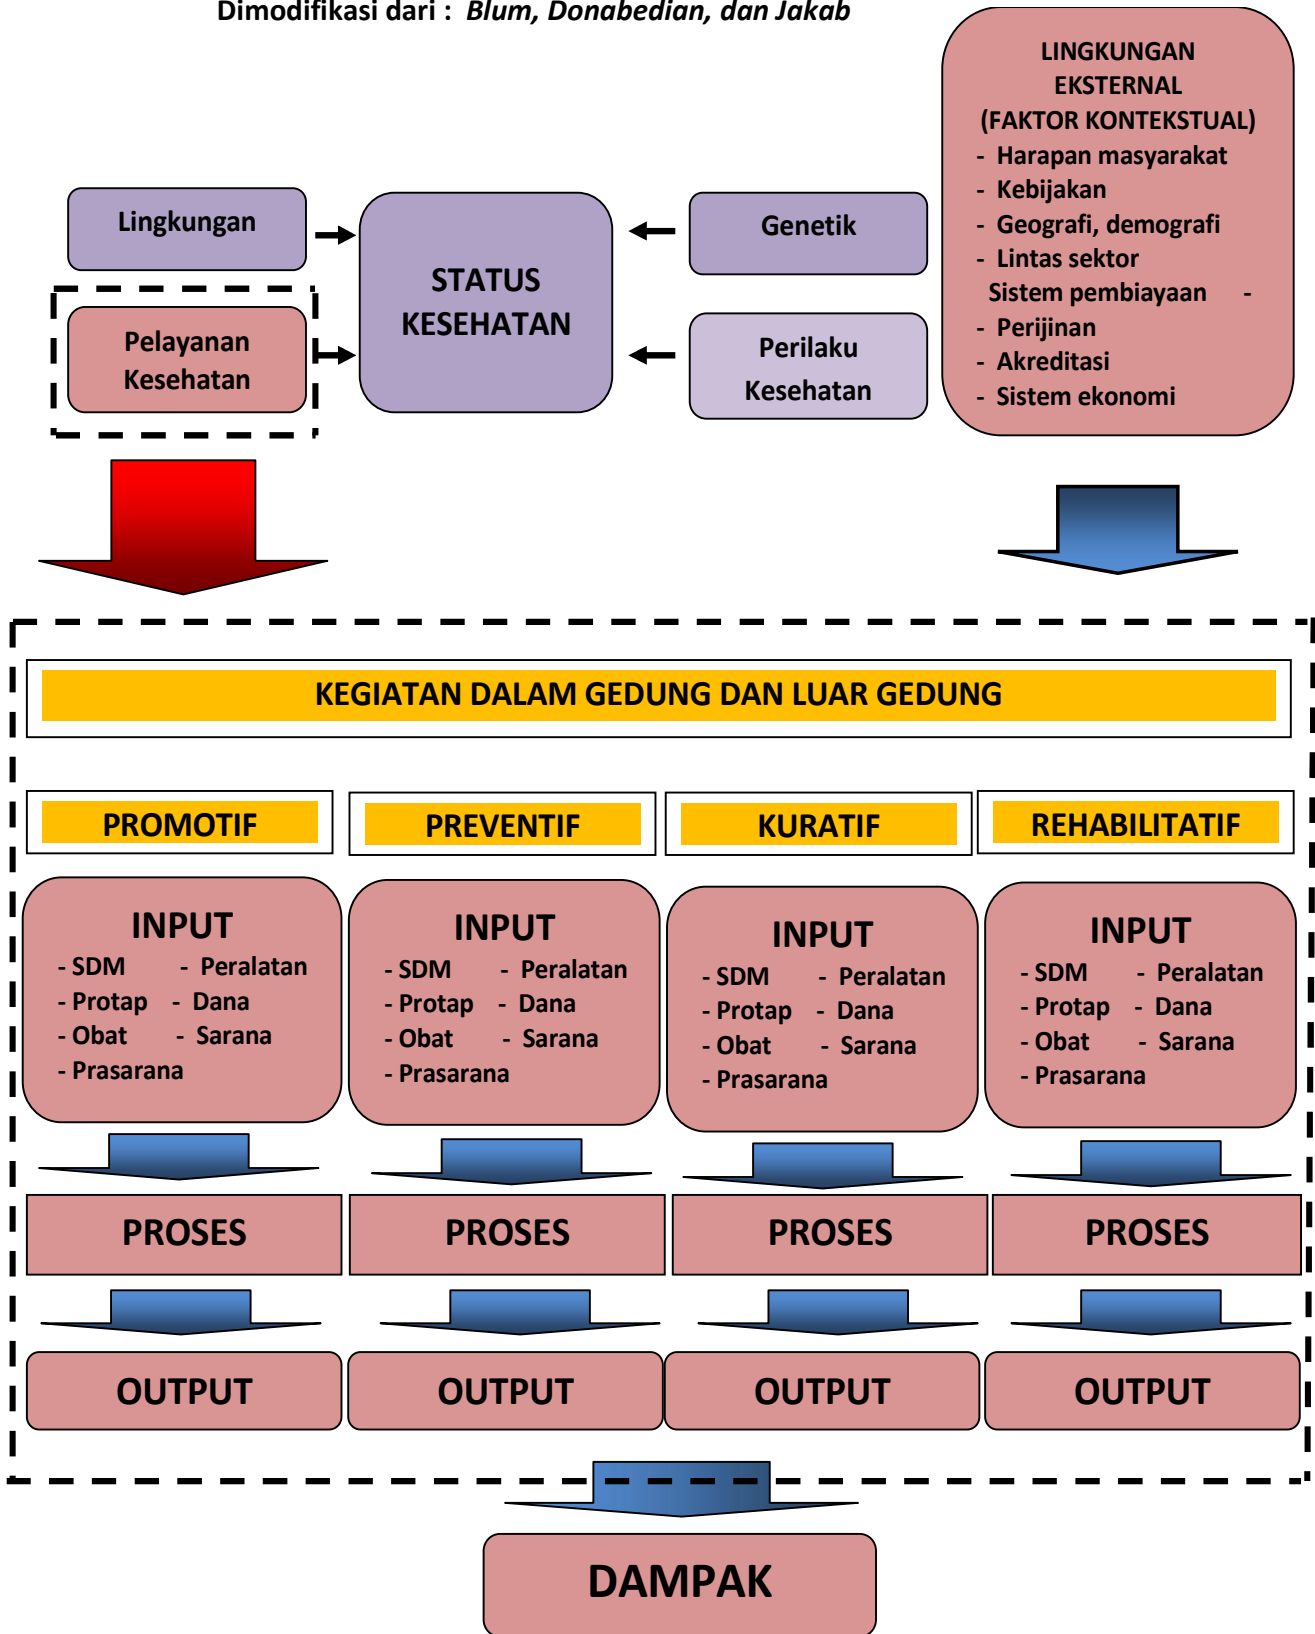 Dimodifikasi dari : Blum, Donabedian, dan Jakab
LINGKUNGAN
EKSTERNAL
(FAKTOR KONTEKSTUAL)
- Harapan masyarakat
- Kebijakan
- Geografi, demografi
- Lintas sektor
Sistem pembiayaan -
- Perijinan
- Akreditasi
- Sistem ekonomi
Lingkungan
Pelayanan
Kesehatan
STATUS
KESEHATAN
Genetik
Perilaku
Kesehatan
KEGIATAN DALAM GEDUNG DAN LUAR GEDUNG
PROMOTIF
PREVENTIF
KURATIF
REHABILITATIF
INPUT
- SDM - Peralatan
- Protap - Dana
- Obat - Sarana
- Prasarana
INPUT
- SDM - Peralatan
- Protap - Dana
- Obat - Sarana
- Prasarana
INPUT
- SDM - Peralatan
- Protap - Dana
- Obat - Sarana
- Prasarana
INPUT
- SDM - Peralatan
- Protap - Dana
- Obat - Sarana
- Prasarana
PROSES
PROSES
PROSES
PROSES
OUTPUT
OUTPUT
OUTPUT
OUTPUT
DAMPAK